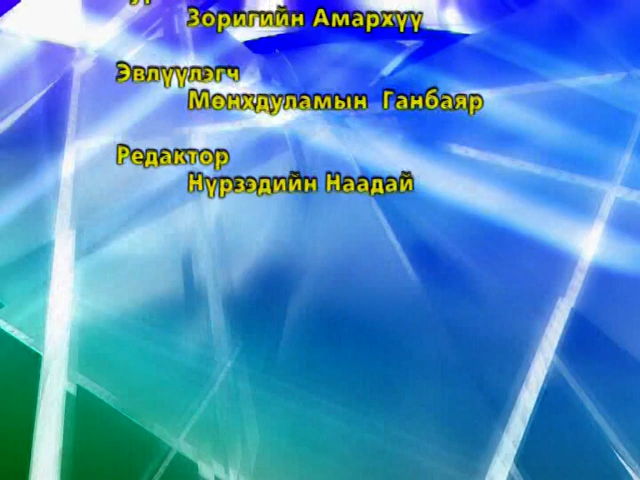 Зоригийн Амархүү
Эвлүүлэгч
Мөнхдуламын Ганбаяр
Редактор
Нүрзэдийн Наадай